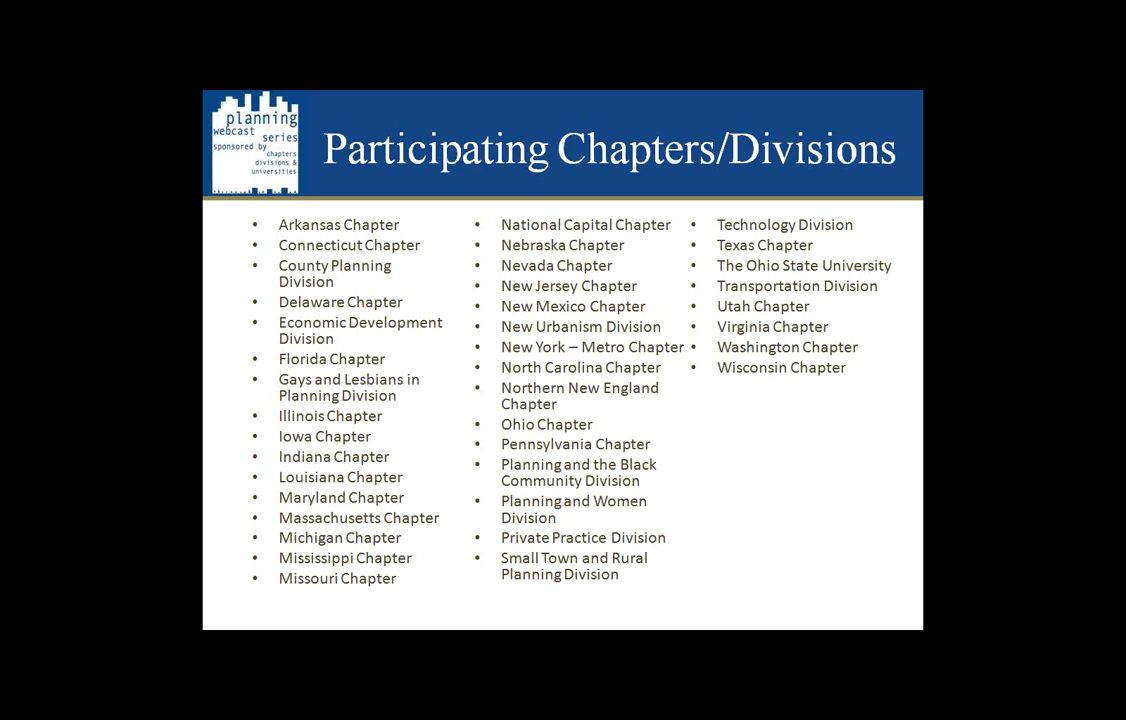 planning
webcast series
sponsored by
chapters
divisions &
universities
Participating Chapters/Divisions
• Arkansas Chapter
• Connecticut Chapter
• County Planning
Division
• Delaware Chapter
• Economic Development
Division
• Florida Chapter
• Gays and Lesbians in
Planning Division
• Illinois Chapter
• Iowa Chapter
• Indiana Chapter
• Louisiana Chapter
• Maryland Chapter
• Massachusetts Chapter
• Michigan Chapter
• Mississippi Chapter
• Missouri Chapter
• National Capital Chapter
• Nebraska Chapter
• Nevada Chapter
• New Jersey Chapter
• New Mexico Chapter
• New Urbanism Division
• New York – Metro Chapter
• North Carolina Chapter
• Northern New England
Chapter
• Ohio Chapter
• Pennsylvania Chapter
• Planning and the Black
Community Division
• Planning and Women
Division
• Private Practice Division
• Small Town and Rural
Planning Division
• Technology Division
• Texas Chapter
• The Ohio State University
• Transportation Division
• Utah Chapter
• Virginia Chapter
• Washington Chapter
• Wisconsin Chapter